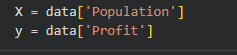 X = data['Population']
y = data['Profit']